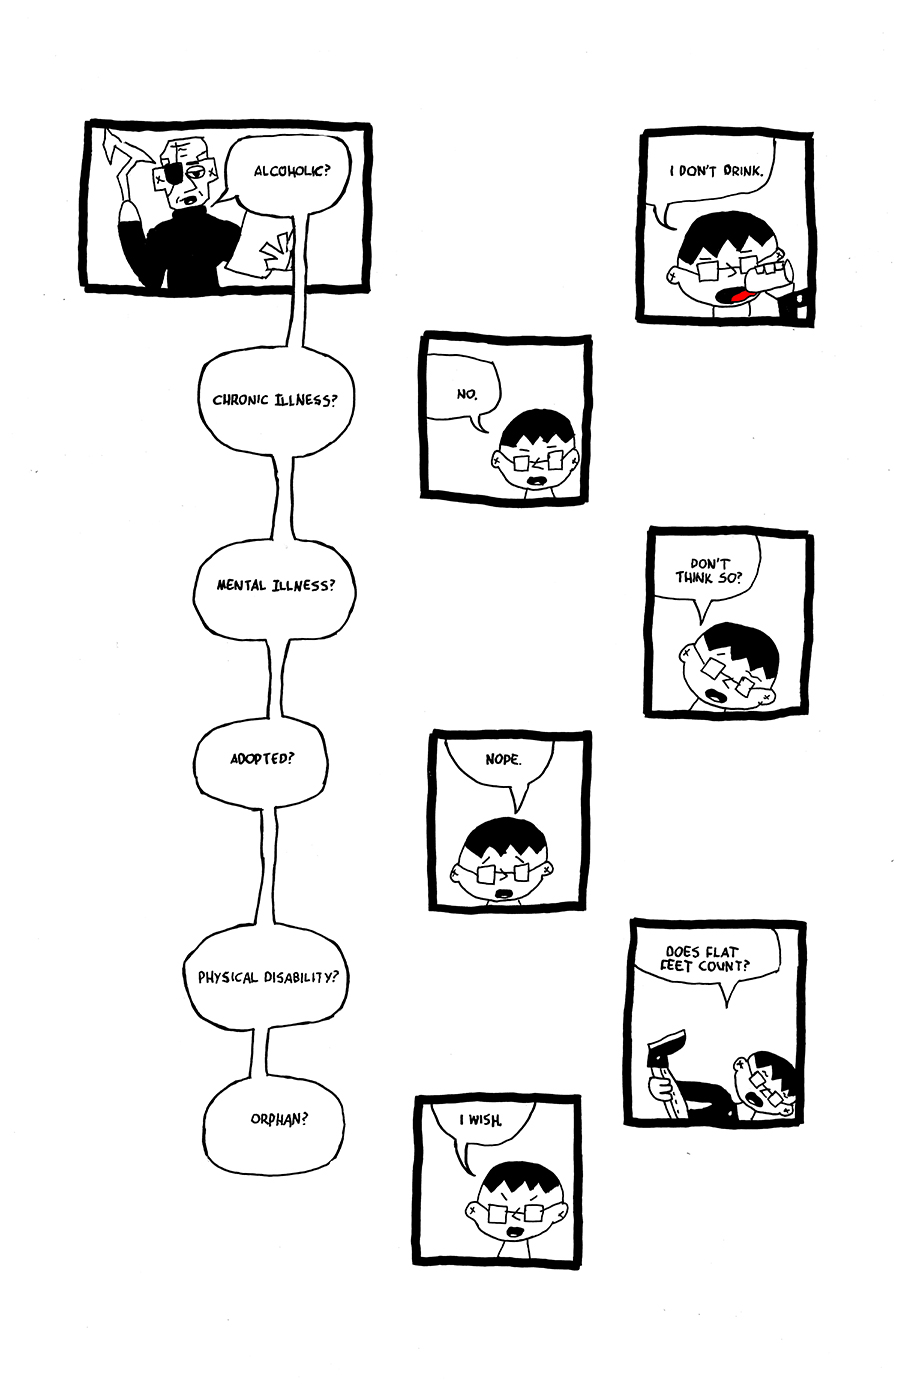 ALCOHOLIC?
I DON'T DRINK.
CHRONIC ILLNESS?
NO.
MENTAL ILLNESS?
DON'T
THINK SO?
ADOPTED?
NOPE.
PHYSICAL DISABILITY?
DOES FLAT
FEET COUNT?
ORPHAN?
I WISH.